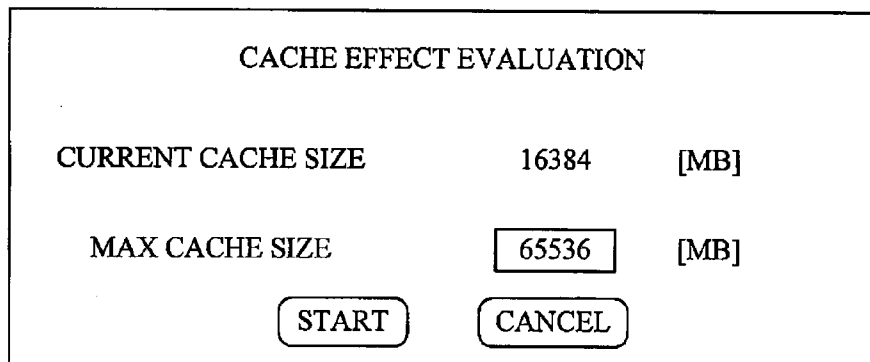 CACHE EFFECT EVALUATION
CURRENT CACHE SIZE 16384 [MB]
MAX CACHE SIZE 65536 [MB]
START CANCEL